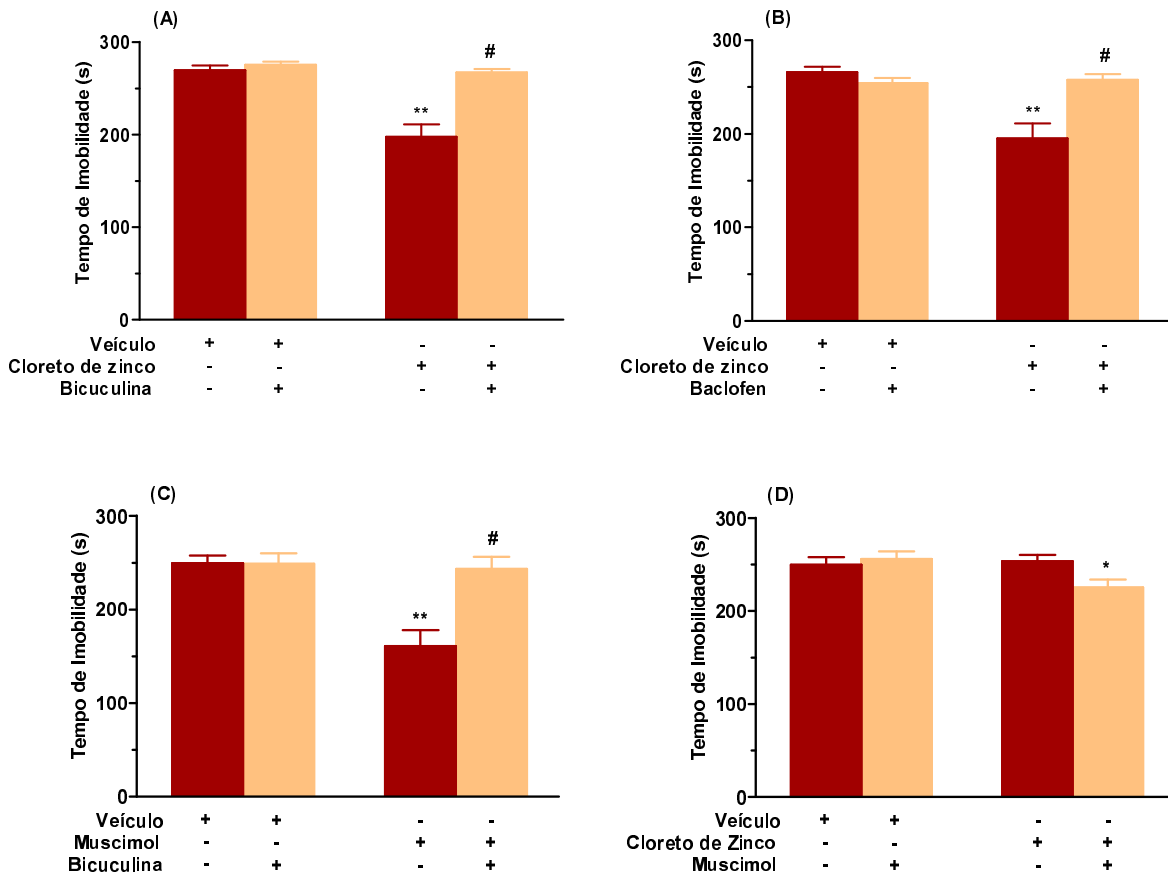 (A)
Tempo de Imobilidade (s)
300
200
100
0
**
#
Veículo + + - -
Cloreto de zinco - - + +
Bicuculina - + - +
(B)
Tempo de Imobilidade (s)
300
200
100
0
**
#
Veículo + + - -
Cloreto de zinco - - + +
Baclofen - + - +
(C)
Tempo de Imobilidade (s)
300
200
100
0
**
#
Veículo + + - -
Muscimol - - + +
Bicuculina - + - +
(D)
Tempo de Imobilidade (s)
300
200
100
0
*
Veículo + + - -
Cloreto de Zinco - - + +
Muscimol - + - +